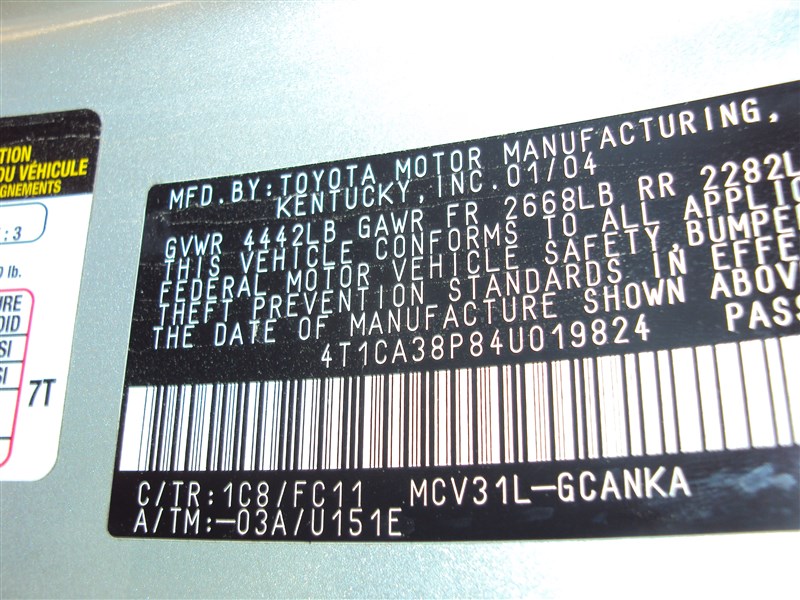 TION
DU VÉHICULE
GNEMENTS
: 3
lb.
URE
OID
SI
SI
7T
MFD.BY:TOYOTA MOTOR MANUFACTURING,
KENTUCKY,INC.01/04
GVWR 4442LB GAWR FR 2668LB RR 2282L
THIS VEHICLE CONFORMS TO ALL APPLIC
FEDERAL MOTOR VEHICLE SAFETY,BUMPE
THEFT PREVENTION STANDARDS IN EFFE
THE DATE OF MANUFACTURE SHOWN ABOV
4T1CA38P84U019824 PASS
C/TR:1C8/FC11 MCV31L-GCANKA
A/TM:-03A/U151E